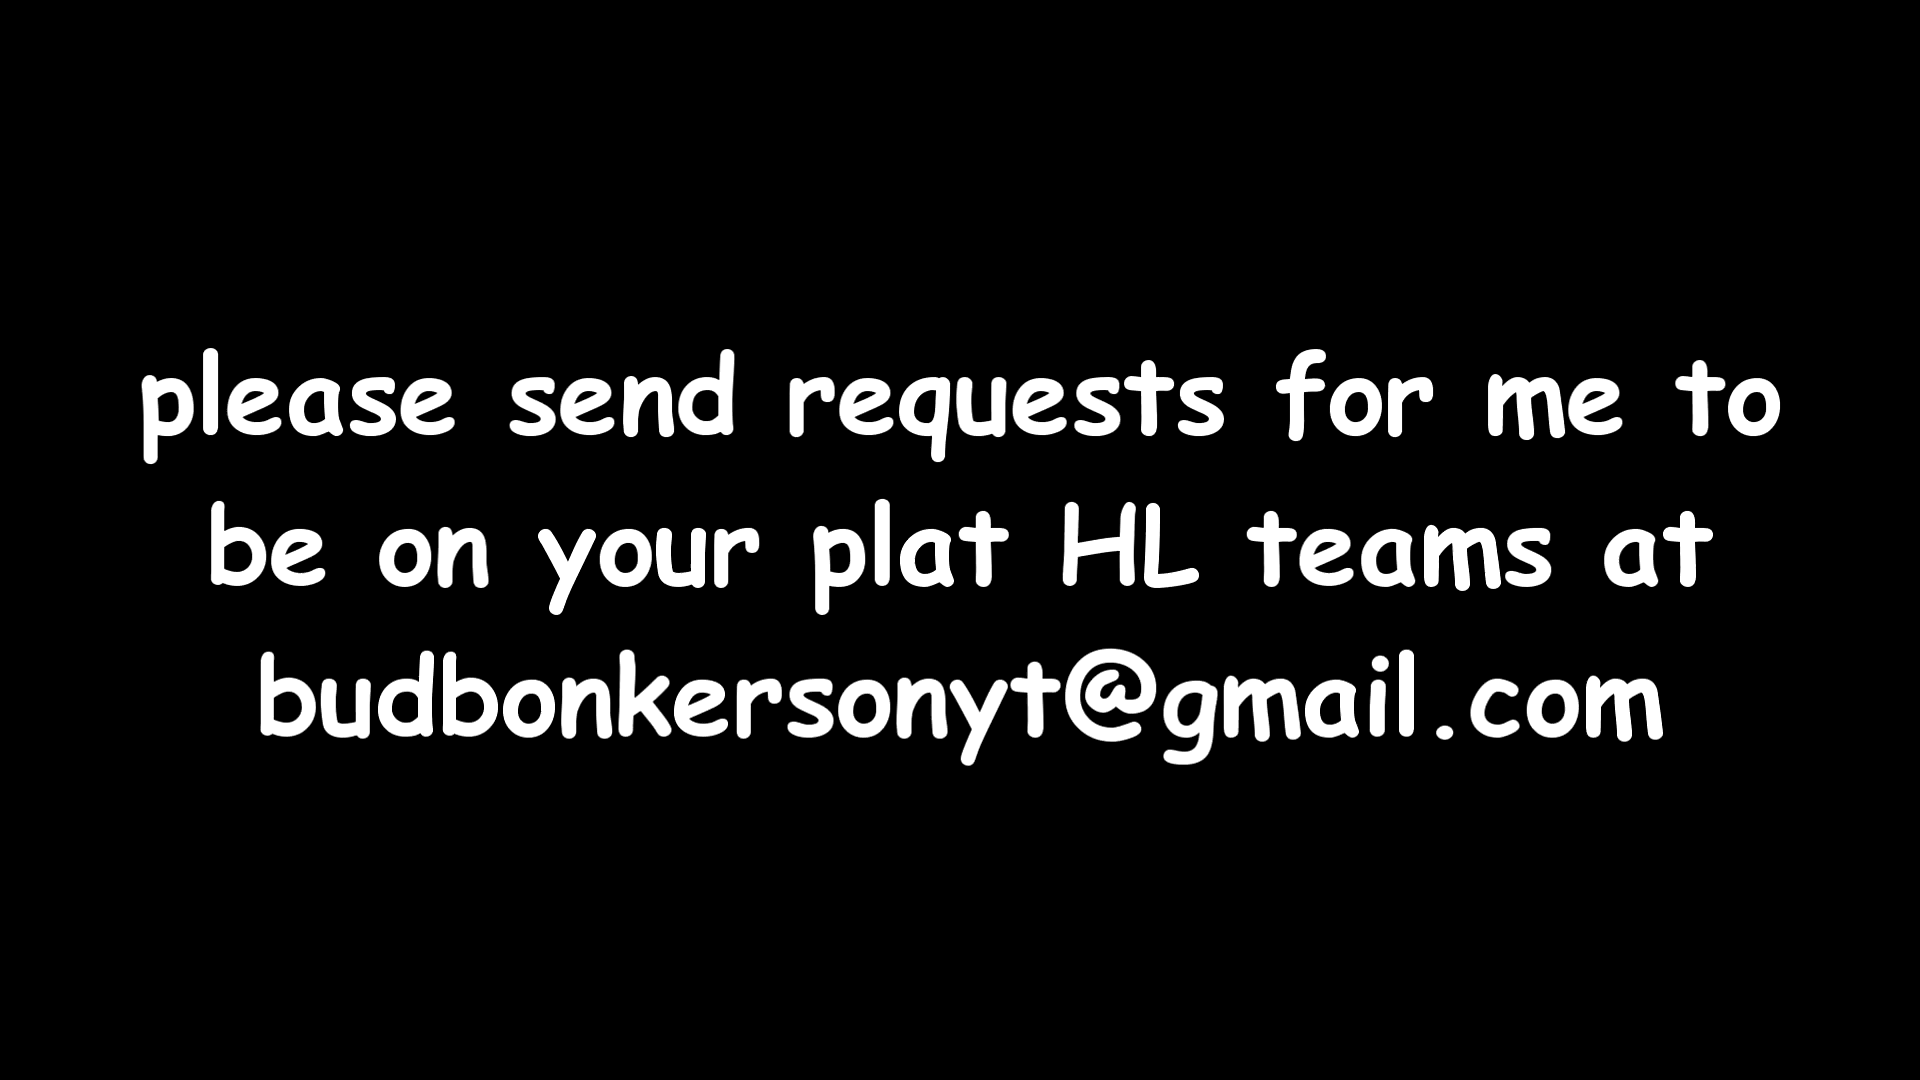 please send requests for me to
be on your plat HL teams at
budbonkersonyt@gmail.com